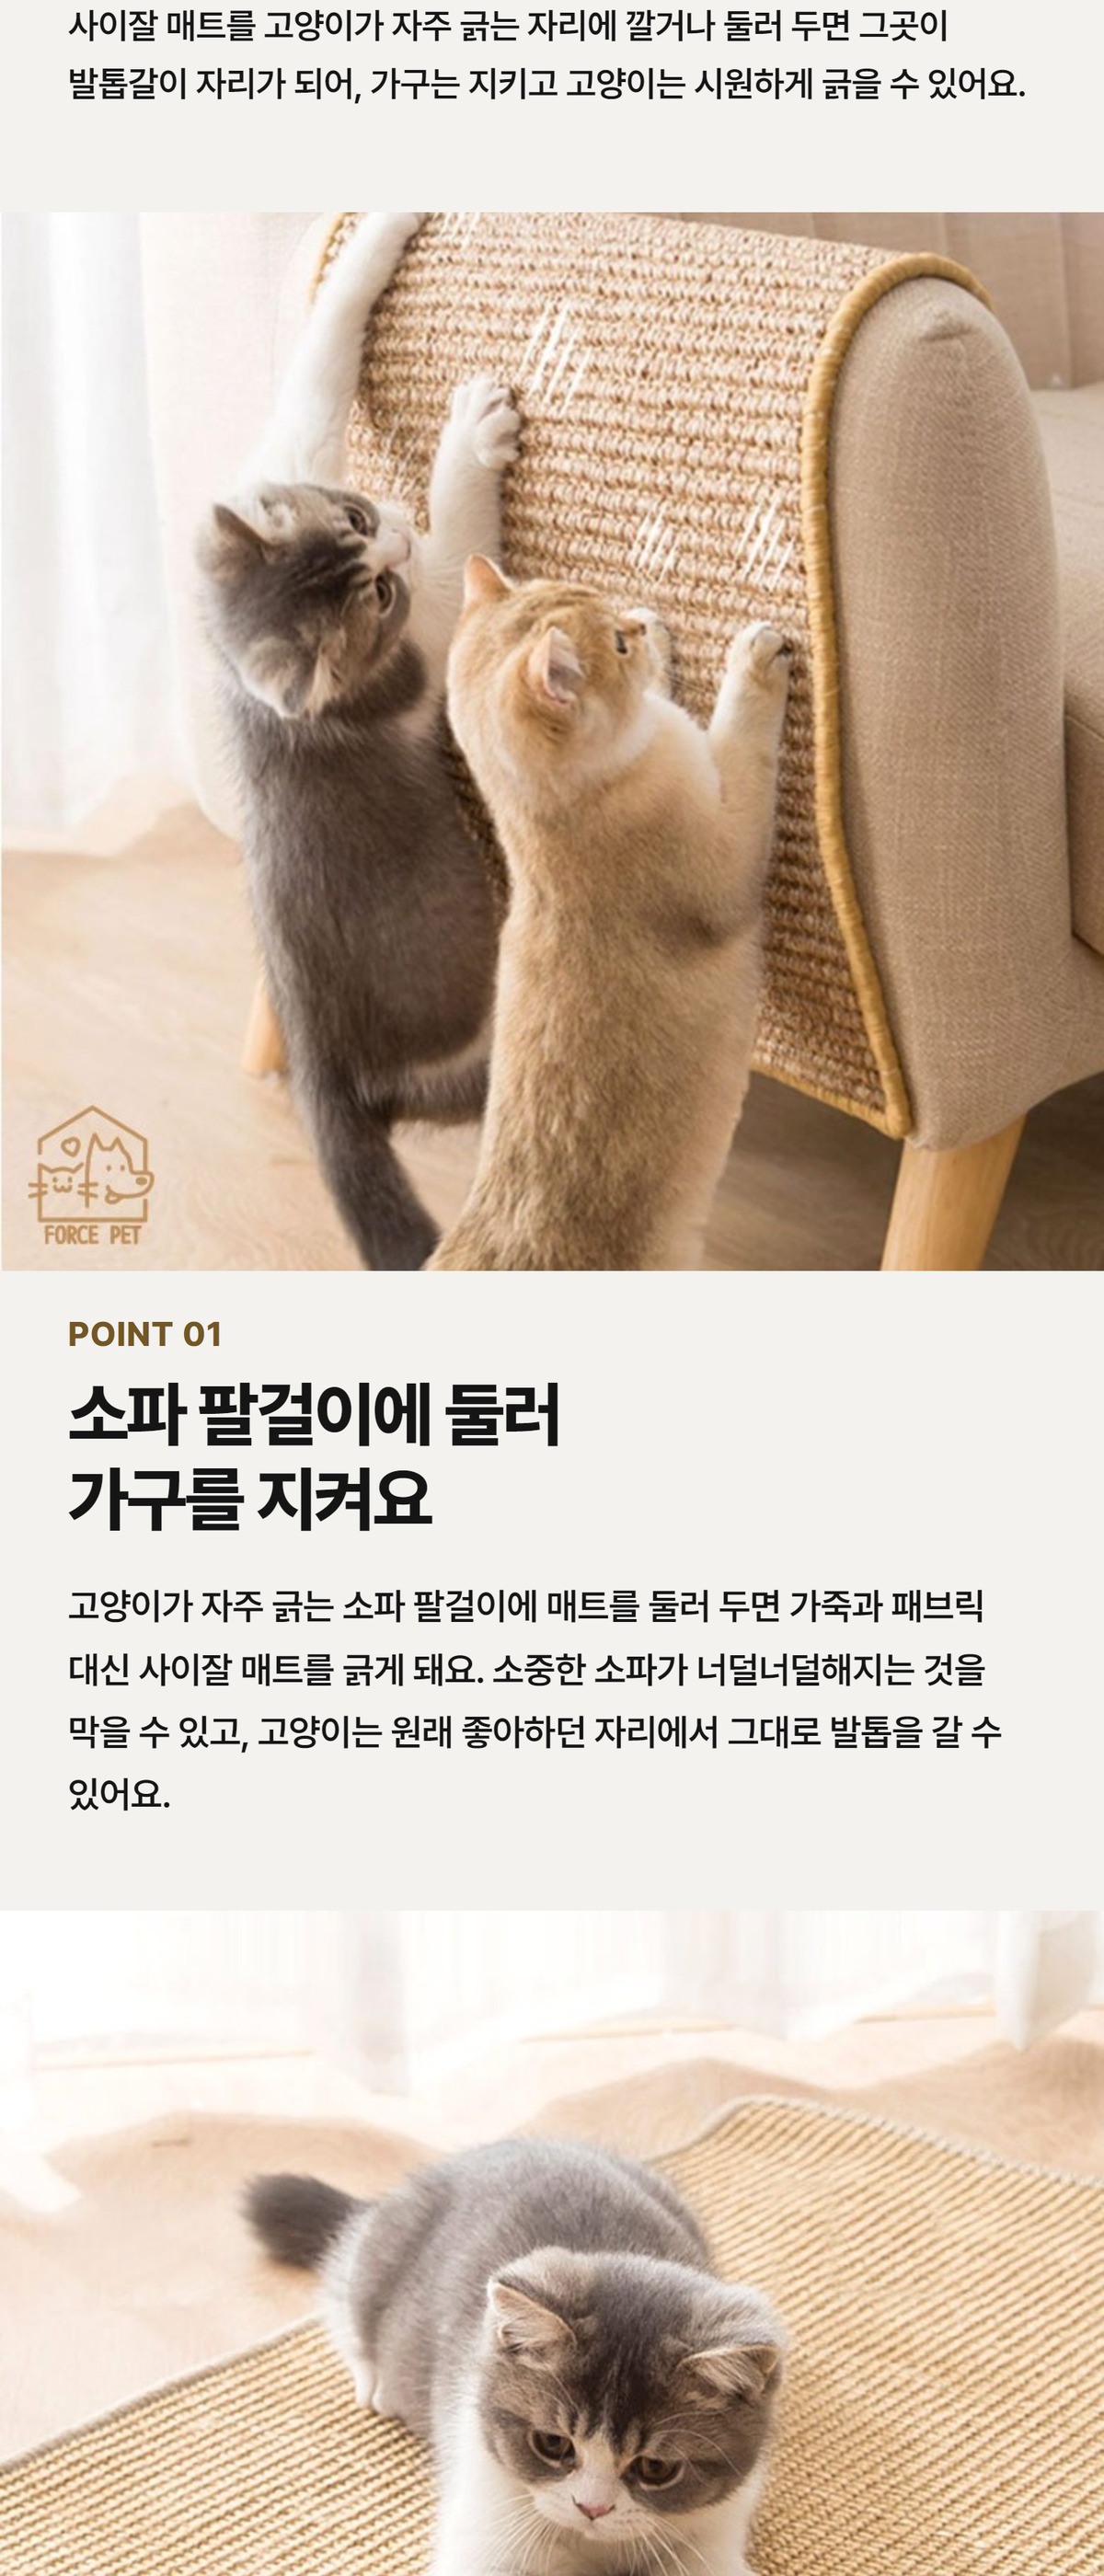 사이잘 매트를 고양이가 자주 긁는 자리에 깔거나 둘러 두면 그곳이
발톱갈이 자리가 되어, 가구는 지키고 고양이는 시원하게 긁을 수 있어요.
FORCE PET
POINT 01
소파 팔걸이에 둘러
가구를 지켜요
고양이가 자주 긁는 소파 팔걸이에 매트를 둘러 두면 가죽과 패브릭
대신 사이잘 매트를 긁게 돼요. 소중한 소파가 너덜너덜해지는 것을
막을 수 있고, 고양이는 원래 좋아하던 자리에서 그대로 발톱을 갈 수
있어요.